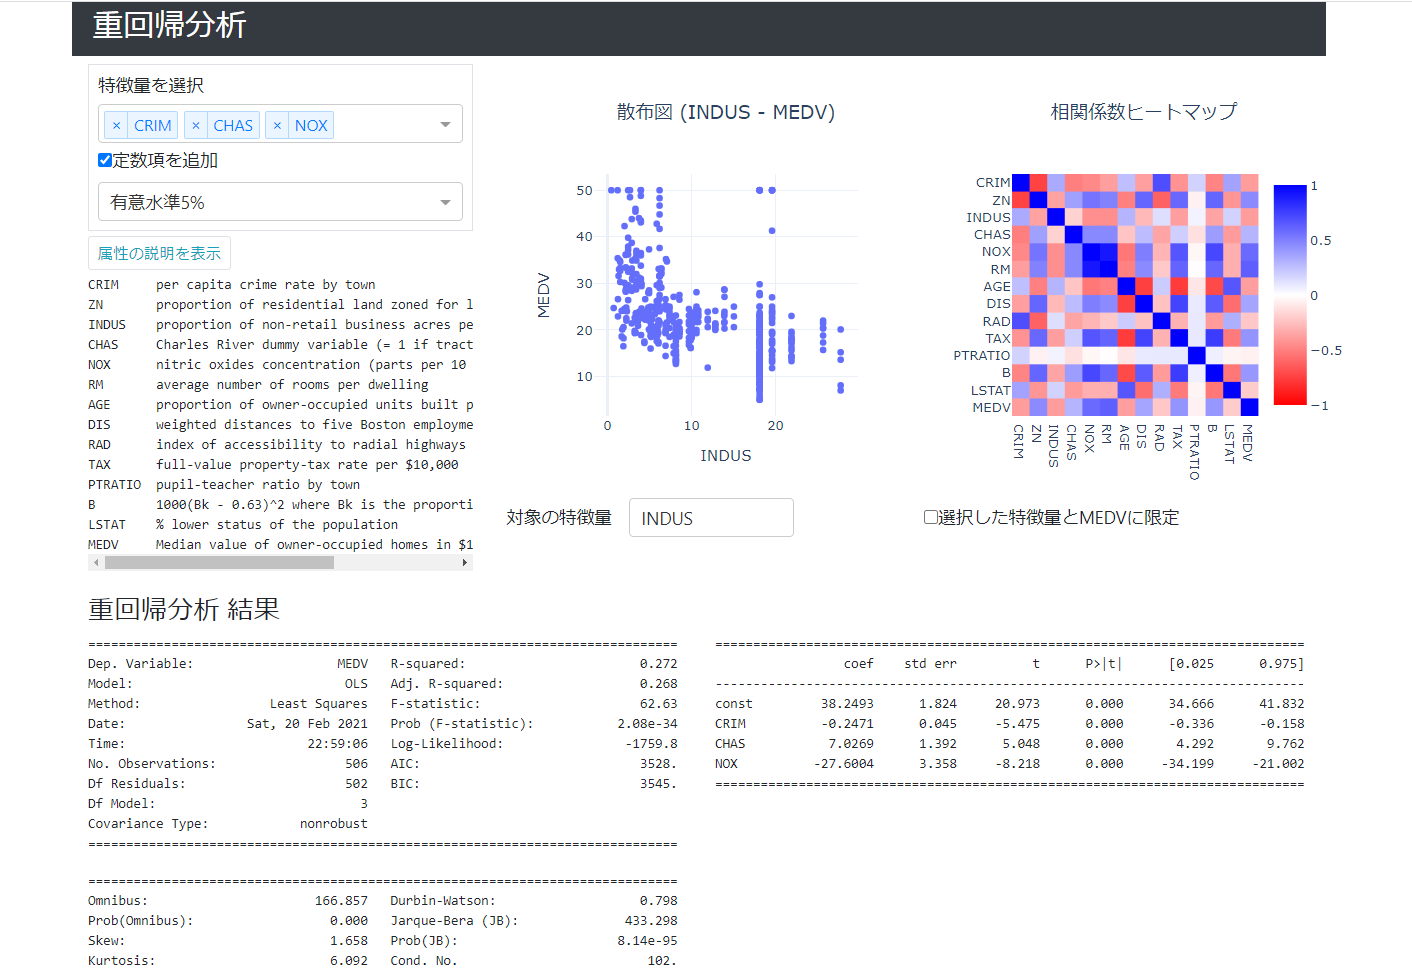 重回帰分析
特徴量を選択
× CRIM × CHAS × NOX
定数項を追加
有意水準5%
属性の説明を表示
CRIM per capita crime rate by town
ZN proportion of residential land zoned for l
INDUS proportion of non-retail business acres pe
CHAS Charles River dummy variable (= 1 if tract
NOX nitric oxides concentration (parts per 10
RM average number of rooms per dwelling
AGE proportion of owner-occupied units built p
DIS weighted distances to five Boston employme
RAD index of accessibility to radial highways
TAX full-value property-tax rate per $10,000
PTRATIO pupil-teacher ratio by town
B 1000(Bk - 0.63)^2 where Bk is the proporti
LSTAT % lower status of the population
MEDV Median value of owner-occupied homes in $1
散布図 (INDUS - MEDV)
50
40
30
20
10
MEDV
0 10 20
INDUS
対象の特徴量 INDUS
相関係数ヒートマップ
CRIM
ZN
INDUS
CHAS
NOX
RM
AGE
DIS
RAD
TAX
PTRATIO
B
LSTAT
MEDV
CRIM ZN INDUS CHAS NOX RM AGE DIS RAD TAX PTRATIO B LSTAT MEDV
1
0.5
0
−0.5
−1
選択した特徴量とMEDVに限定
重回帰分析 結果
==============================================================================
Dep. Variable: MEDV R-squared: 0.272
Model: OLS Adj. R-squared: 0.268
Method: Least Squares F-statistic: 62.63
Date: Sat, 20 Feb 2021 Prob (F-statistic): 2.08e-34
Time: 22:59:06 Log-Likelihood: -1759.8
No. Observations: 506 AIC: 3528.
Df Residuals: 502 BIC: 3545.
Df Model: 3
Covariance Type: nonrobust
==============================================================================
==============================================================================
coef std err t P>|t| [0.025 0.975]
------------------------------------------------------------------------------
const 38.2493 1.824 20.973 0.000 34.666 41.832
CRIM -0.2471 0.045 -5.475 0.000 -0.336 -0.158
CHAS 7.0269 1.392 5.048 0.000 4.292 9.762
NOX -27.6004 3.358 -8.218 0.000 -34.199 -21.002
==============================================================================
==============================================================================
Omnibus: 166.857 Durbin-Watson: 0.798
Prob(Omnibus): 0.000 Jarque-Bera (JB): 433.298
Skew: 1.658 Prob(JB): 8.14e-95
Kurtosis: 6.092 Cond. No. 102.